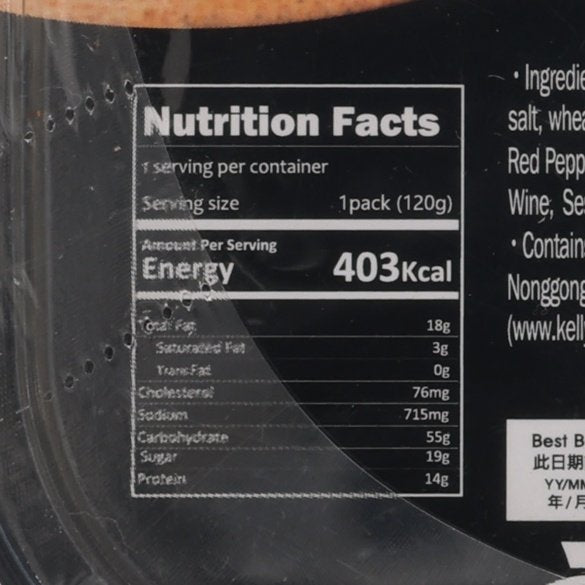 Nutrition Facts
1 serving per container
Serving size 1pack (120g)
Amount Per Serving
Energy 403Kcal
Total Fat 18g
Saturated Fat 3g
Trans Fat 0g
Cholesterol 76mg
Sodium 715mg
Carbohydrate 55g
Sugar 19g
Protein 14g
• Ingredie
salt, whea
Red Pepp
Wine, Se
• Contain
Nonggong
(www.kelly
Best B
此日期
YY/MM
年/月